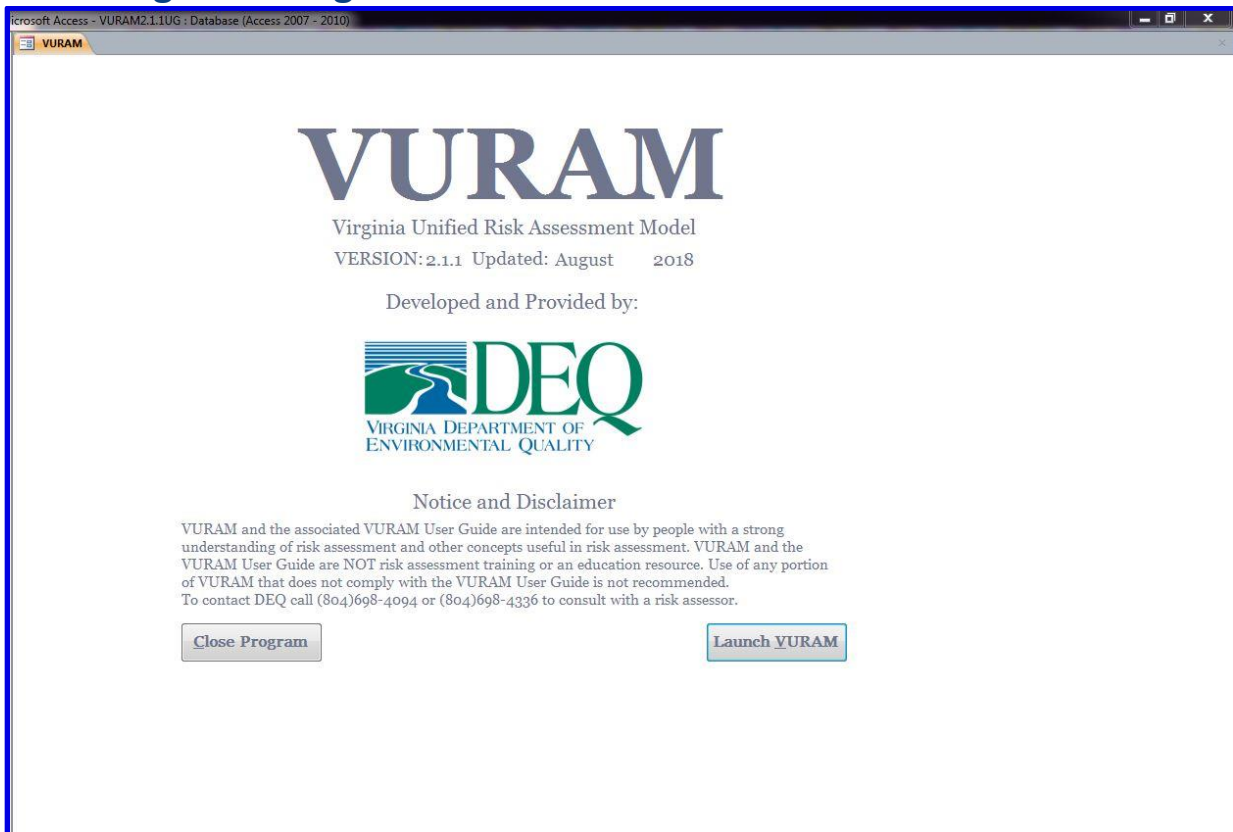 icrosoft Access - VURAM2.1.1UG : Database (Access 2007 - 2010)
VURAM
VURAM
Virginia Unified Risk Assessment Model
VERSION: 2.1.1 Updated: August 2018
Developed and Provided by:
DEQ
VIRGINIA DEPARTMENT OF
ENVIRONMENTAL QUALITY
Notice and Disclaimer
VURAM and the associated VURAM User Guide are intended for use by people with a strong
understanding of risk assessment and other concepts useful in risk assessment. VURAM and the
VURAM User Guide are NOT risk assessment training or an education resource. Use of any portion
of VURAM that does not comply with the VURAM User Guide is not recommended.
To contact DEQ call (804)698-4094 or (804)698-4336 to consult with a risk assessor.
Close Program
Launch VURAM